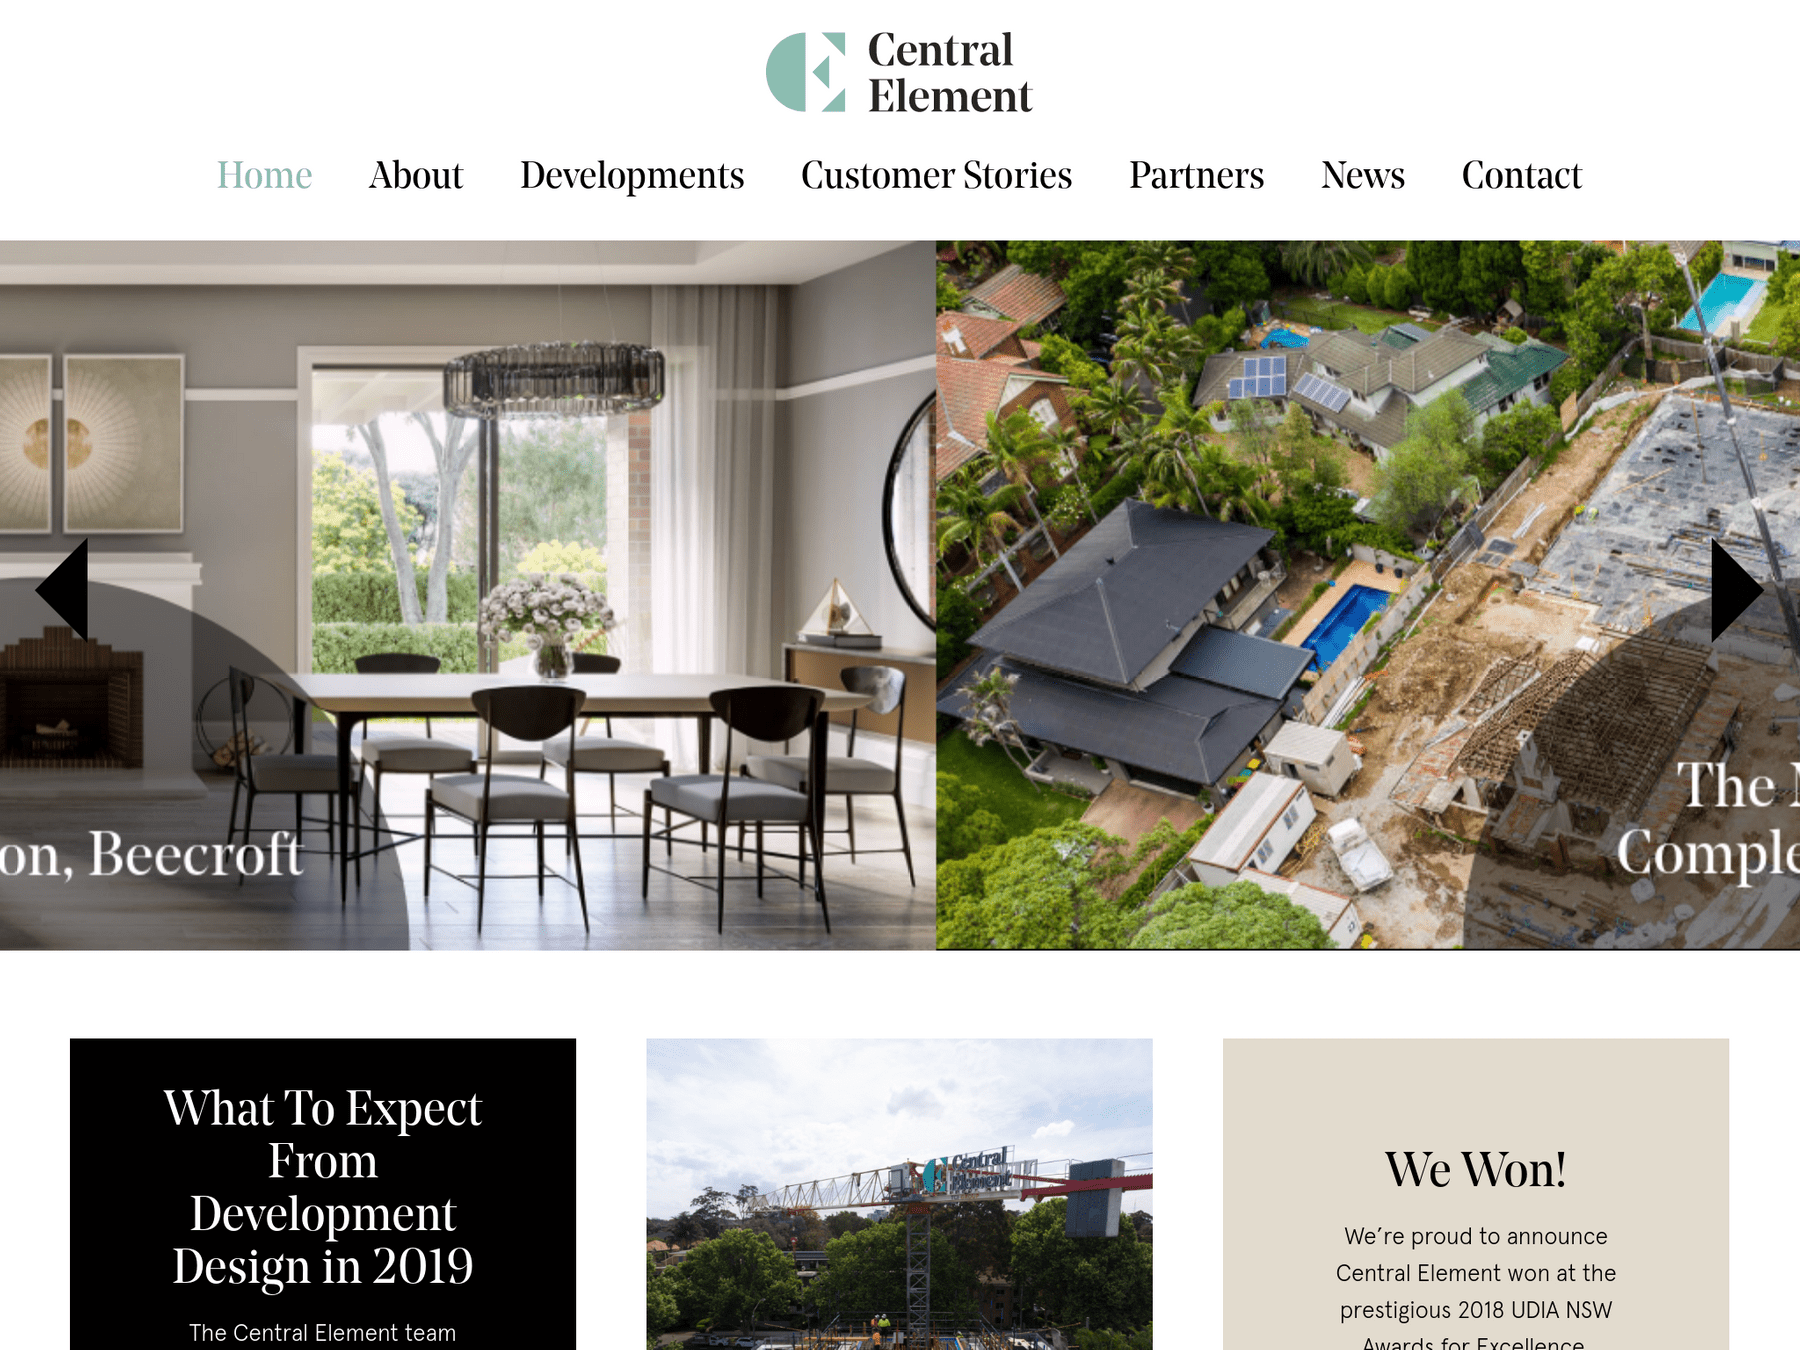 Central
Element
Home About Developments Customer Stories Partners News Contact
on, Beecroft
The
Comple
What To Expect
From
Development
Design in 2019
The Central Element team
Central
Element
We Won!
We’re proud to announce
Central Element won at the
prestigious 2018 UDIA NSW
Awards for Excellence